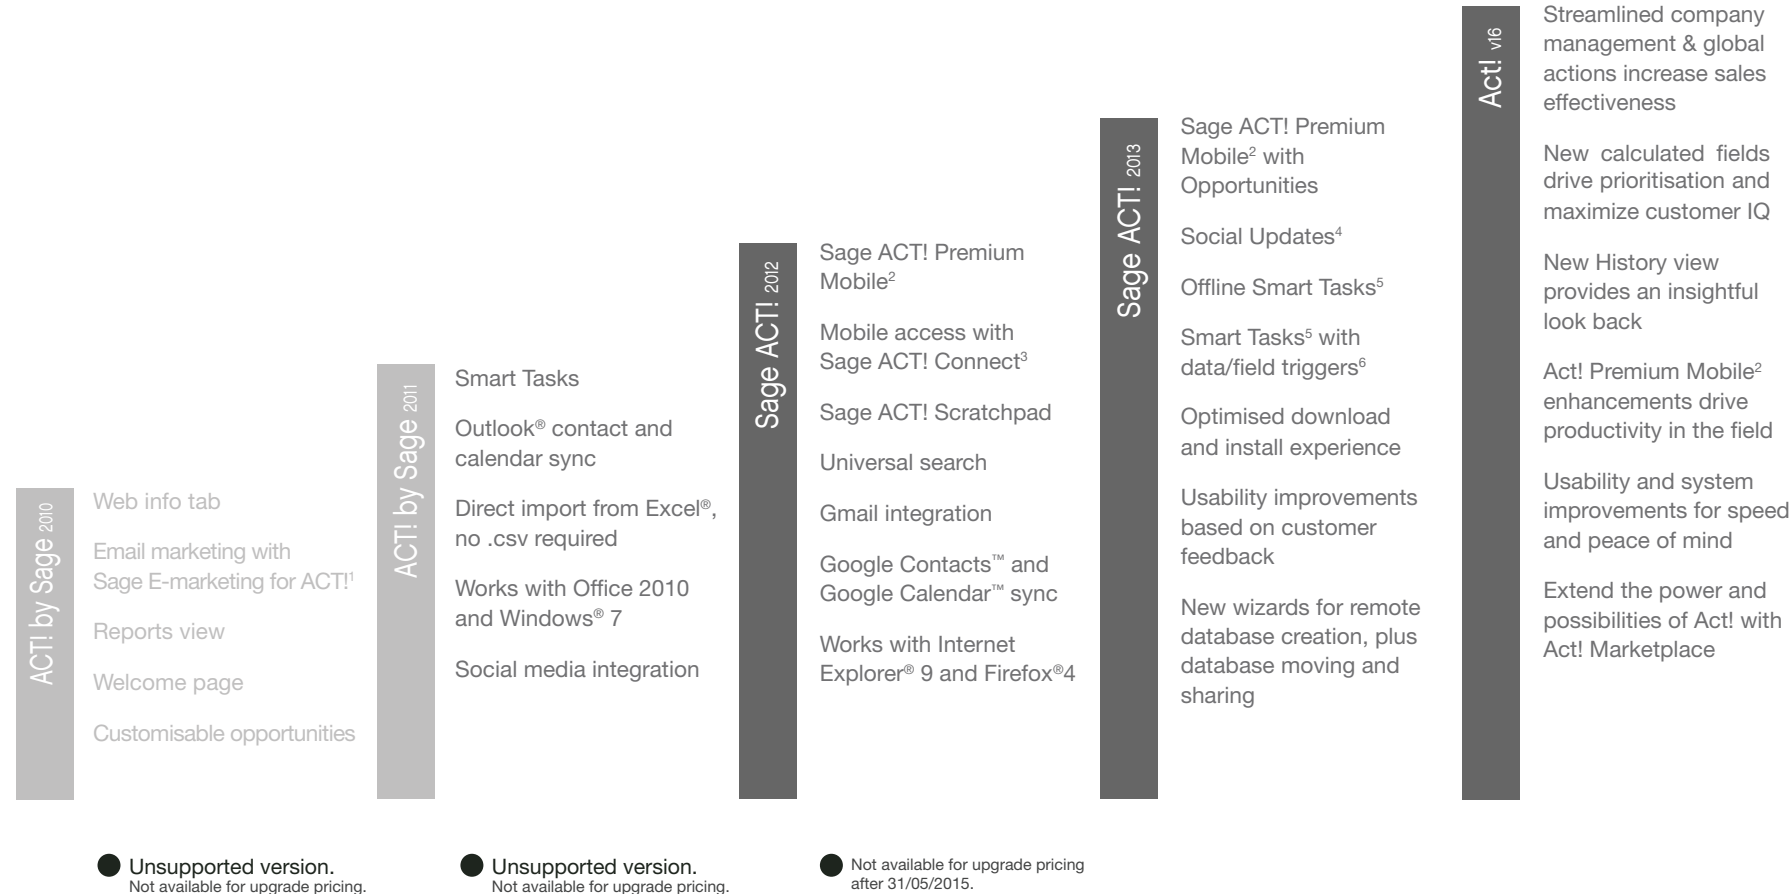 ACT! by Sage 2010
Web info tab
Email marketing with
Sage E-marketing for ACT!¹
Reports view
Welcome page
Customisable opportunities
Unsupported version.
Not available for upgrade pricing.
ACT! by Sage 2011
Smart Tasks
Outlook® contact and
calendar sync
Direct import from Excel®,
no .csv required
Works with Office 2010
and Windows® 7
Social media integration
Unsupported version.
Not available for upgrade pricing.
Sage ACT! 2012
Sage ACT! Premium
Mobile²
Mobile access with
Sage ACT! Connect³
Sage ACT! Scratchpad
Universal search
Gmail integration
Google Contacts™ and
Google Calendar™ sync
Works with Internet
Explorer® 9 and Firefox®4
Not available for upgrade pricing
after 31/05/2015.
Sage ACT! 2013
Sage ACT! Premium
Mobile² with
Opportunities
Social Updates⁴
Offline Smart Tasks⁵
Smart Tasks⁵ with
data/field triggers⁶
Optimised download
and install experience
Usability improvements
based on customer
feedback
New wizards for remote
database creation, plus
database moving and
sharing
Act! v16
Streamlined company
management & global
actions increase sales
effectiveness
New calculated fields
drive prioritisation and
maximize customer IQ
New History view
provides an insightful
look back
Act! Premium Mobile²
enhancements drive
productivity in the field
Usability and system
improvements for speed
and peace of mind
Extend the power and
possibilities of Act! with
Act! Marketplace